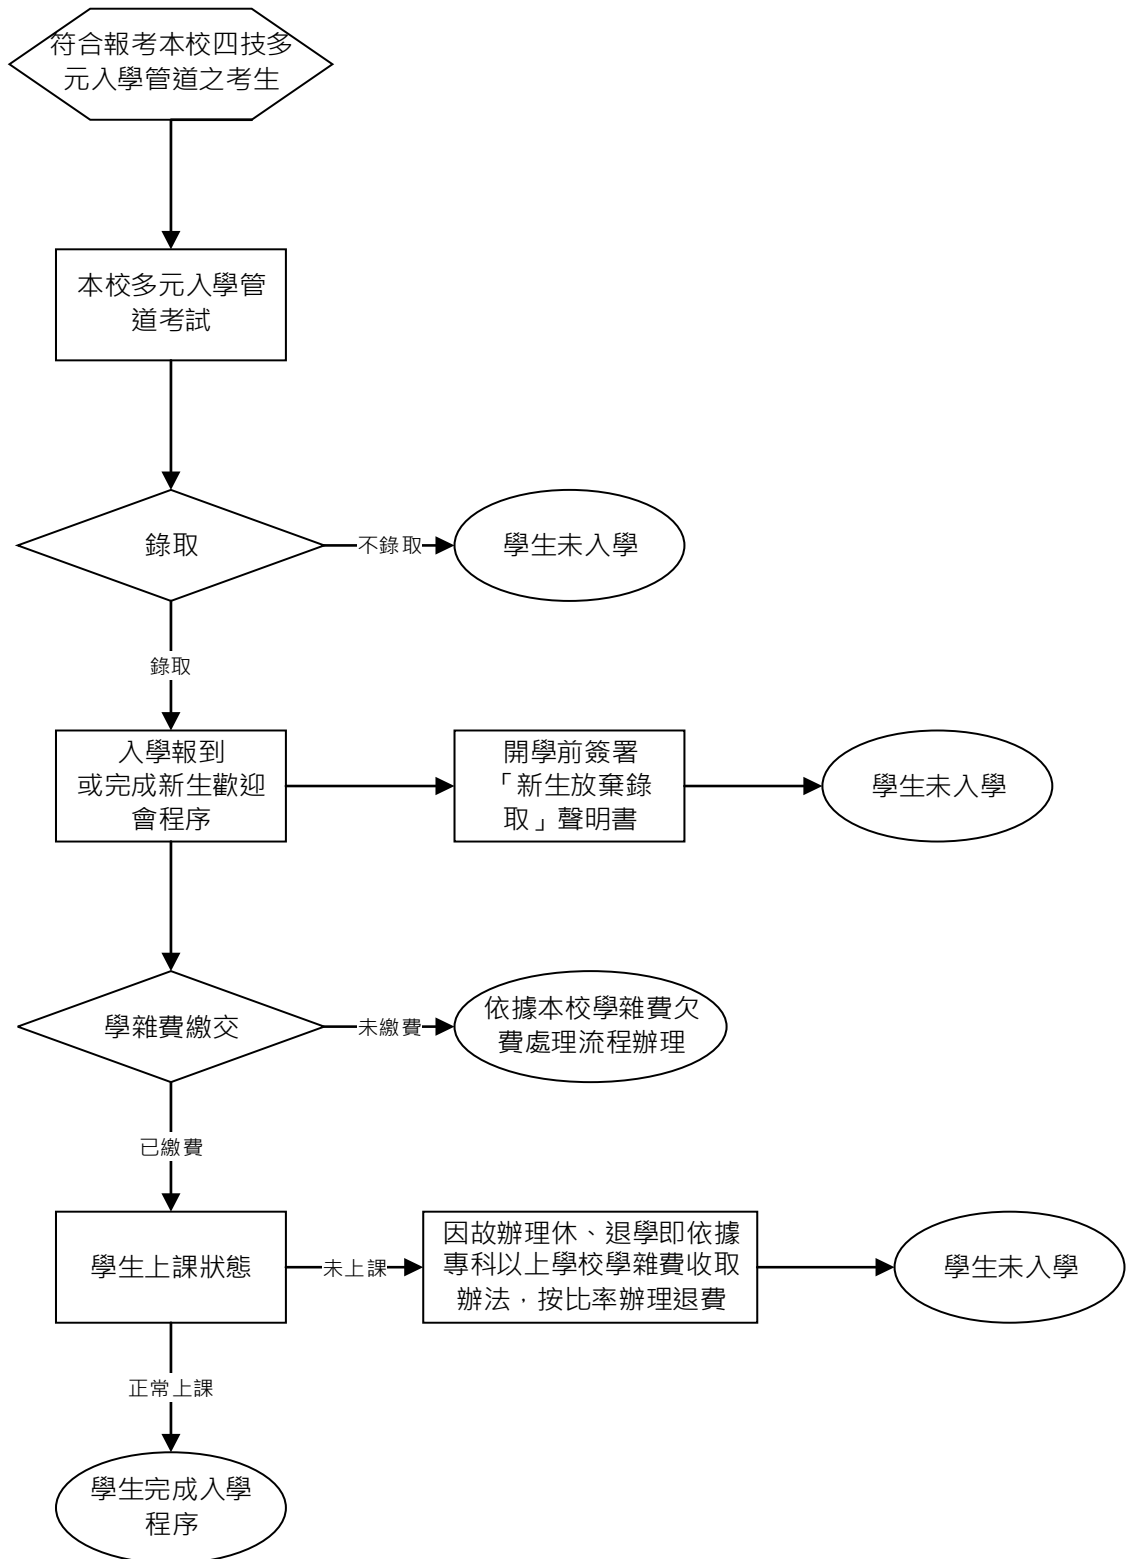 符合報考本校四技多
元入學管道之考生
本校多元入學管
道考試
錄取
不錄取
學生未入學
錄取
入學報到
或完成新生歡迎
會程序
開學前簽署
「新生放棄錄
取」聲明書
學生未入學
學雜費繳交
未繳費
依據本校學雜費欠
費處理流程辦理
已繳費
學生上課狀態
未上課
因故辦理休、退學即依據
專科以上學校學雜費收取
辦法，按比率辦理退費
學生未入學
正常上課
學生完成入學
程序